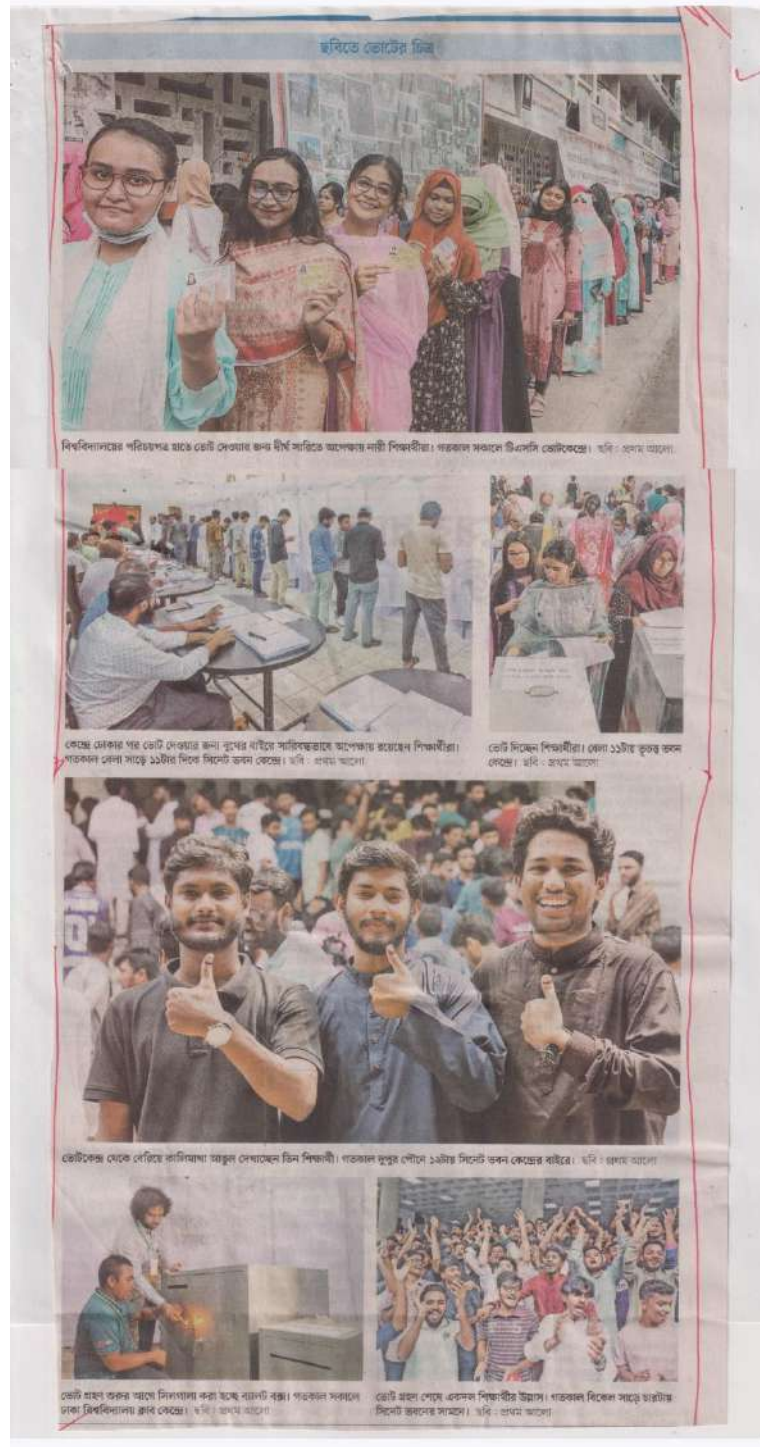 ছবিতে ভোটের চিত্র
বিশ্ববিদ্যালয়ের পরিচয়পত্র হাতে ভোট দেওয়ার জন্য দীর্ঘ সারিতে অপেক্ষায় নারী শিক্ষার্থীরা। গতকাল সকালে টিএসসি ভোটকেন্দ্রে। ছবি : প্রথম আলো
কেন্দ্রে ঢোকার পর ভোট দেওয়ার জন্য বুথের বাইরে সারিবদ্ধভাবে অপেক্ষায় রয়েছেন শিক্ষার্থীরা।
গতকাল বেলা সাড়ে ১১টার দিকে সিনেট ভবন কেন্দ্রে। ছবি : প্রথম আলো
ভোট দিচ্ছেন শিক্ষার্থীরা। বেলা ১১টায় ভূতত্ত্ব ভবন
কেন্দ্রে। ছবি : প্রথম আলো
ভোটকেন্দ্র থেকে বেরিয়ে কালিমাখা আঙুল দেখাচ্ছেন তিন শিক্ষার্থী। গতকাল দুপুর পৌনে ১২টায় সিনেট ভবন কেন্দ্রের বাইরে। ছবি : প্রথম আলো
ভোট গ্রহণ শুরুর আগে সিলগালা করা হচ্ছে ব্যালট বক্স। গতকাল সকালে
ঢাকা বিশ্ববিদ্যালয় ক্লাব কেন্দ্রে। ছবি : প্রথম আলো
ভোট গ্রহণ শেষে একদল শিক্ষার্থীর উল্লাস। গতকাল বিকেল সাড়ে চারটায়
সিনেট ভবনের সামনে। ছবি : প্রথম আলো